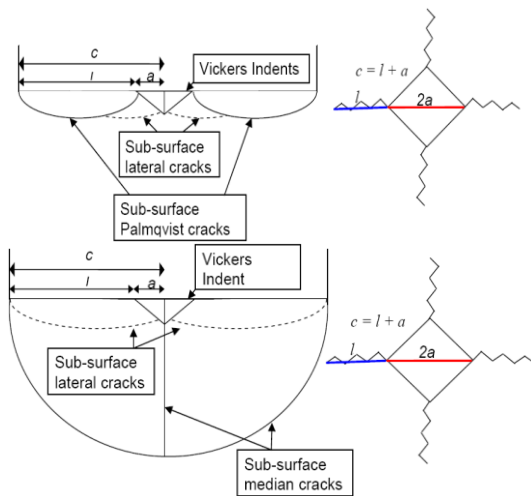 c
l
a
Vickers Indents
c = l + a
l
2a
Sub-surface
lateral cracks
Sub-surface
Palmqvist cracks
c
l
a
Vickers
Indent
c = l + a
l
2a
Sub-surface
lateral cracks
Sub-surface
median cracks